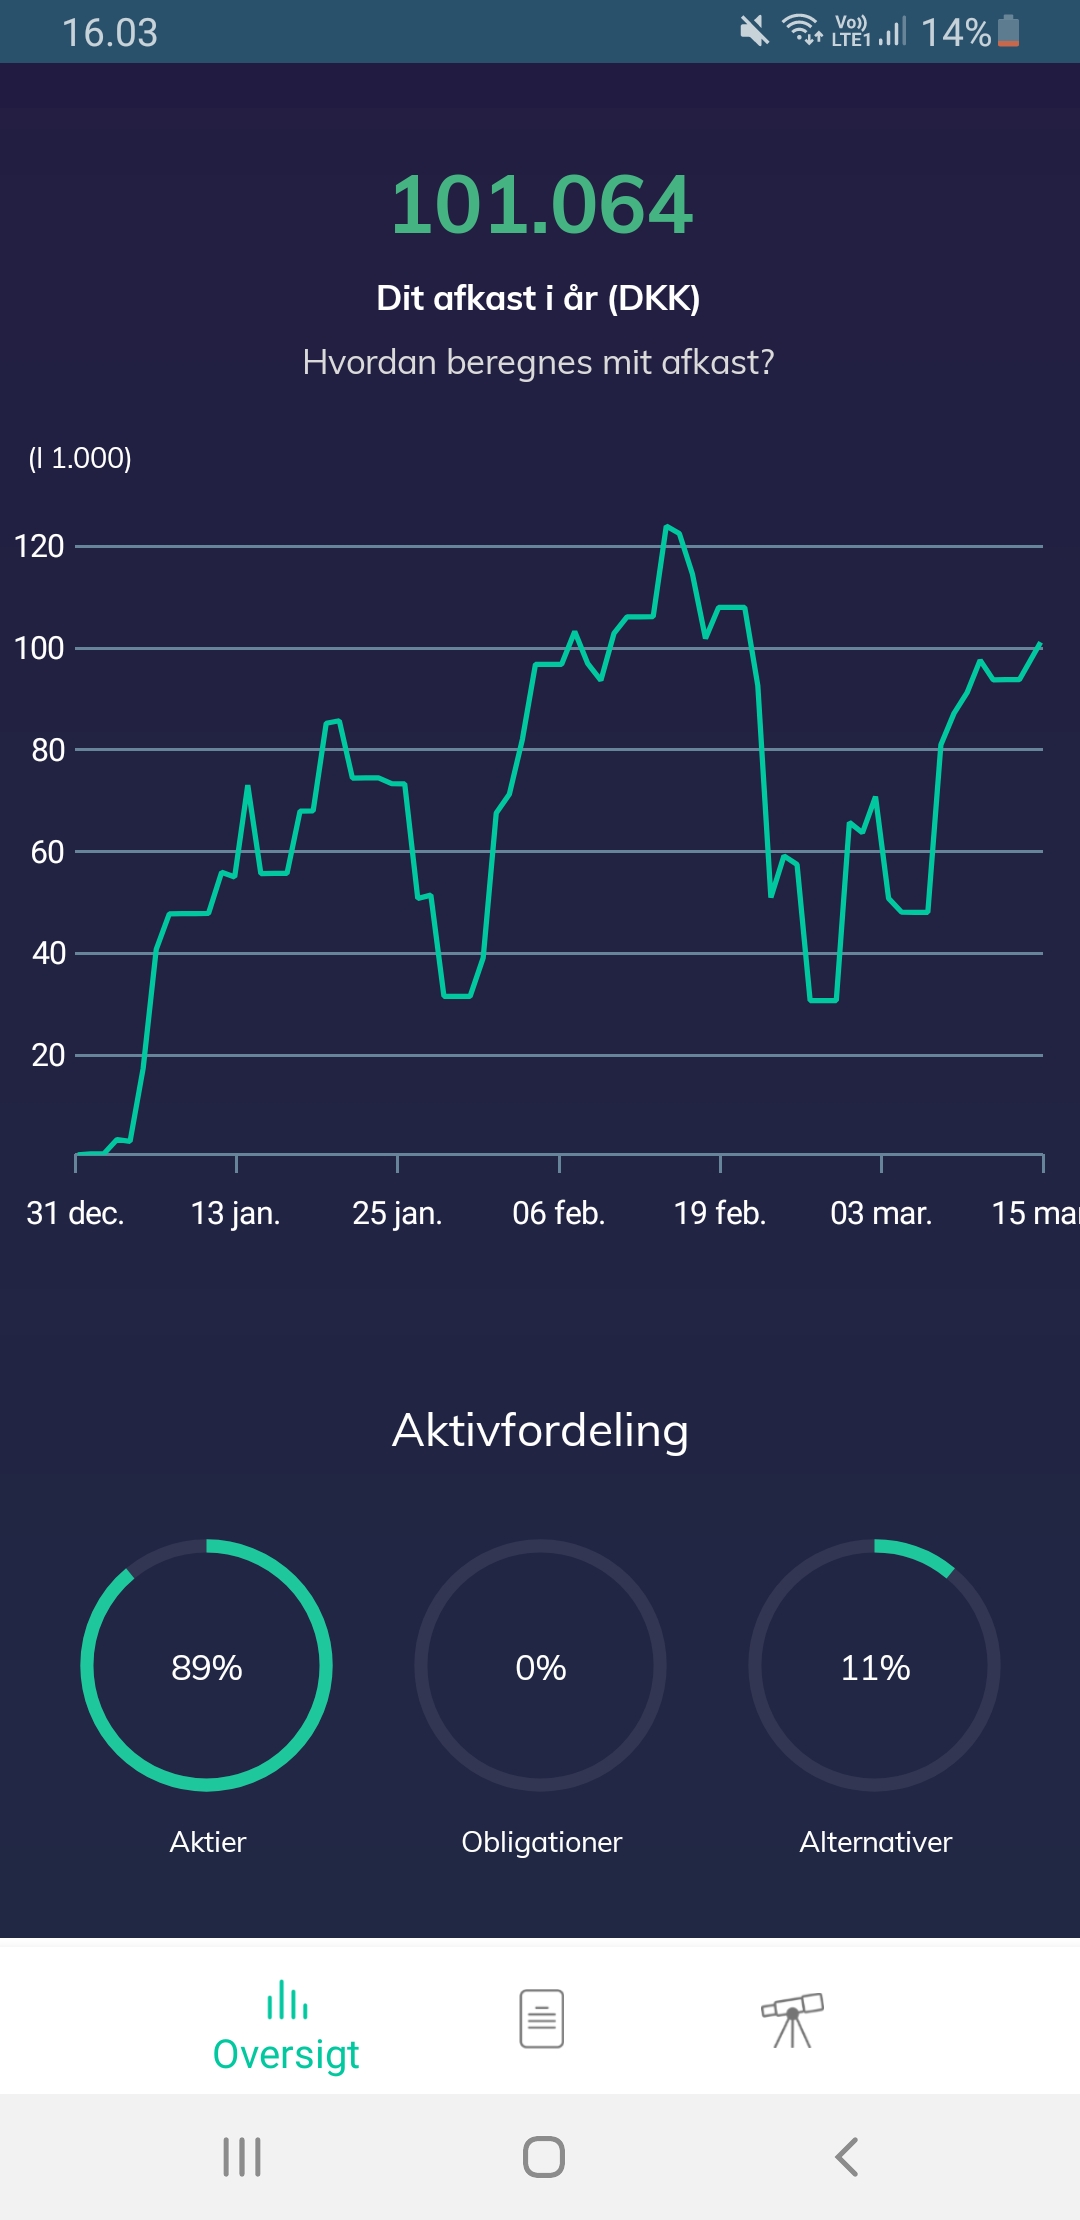 16.03
Vo)) LTE1 14%
101.064
Dit afkast i år (DKK)
Hvordan beregnes mit afkast?
(I 1.000)
120
100
80
60
40
20
31 dec. 13 jan. 25 jan. 06 feb. 19 feb. 03 mar. 15 mar
Aktivfordeling
89% 0% 11%
Aktier Obligationer Alternativer
Oversigt